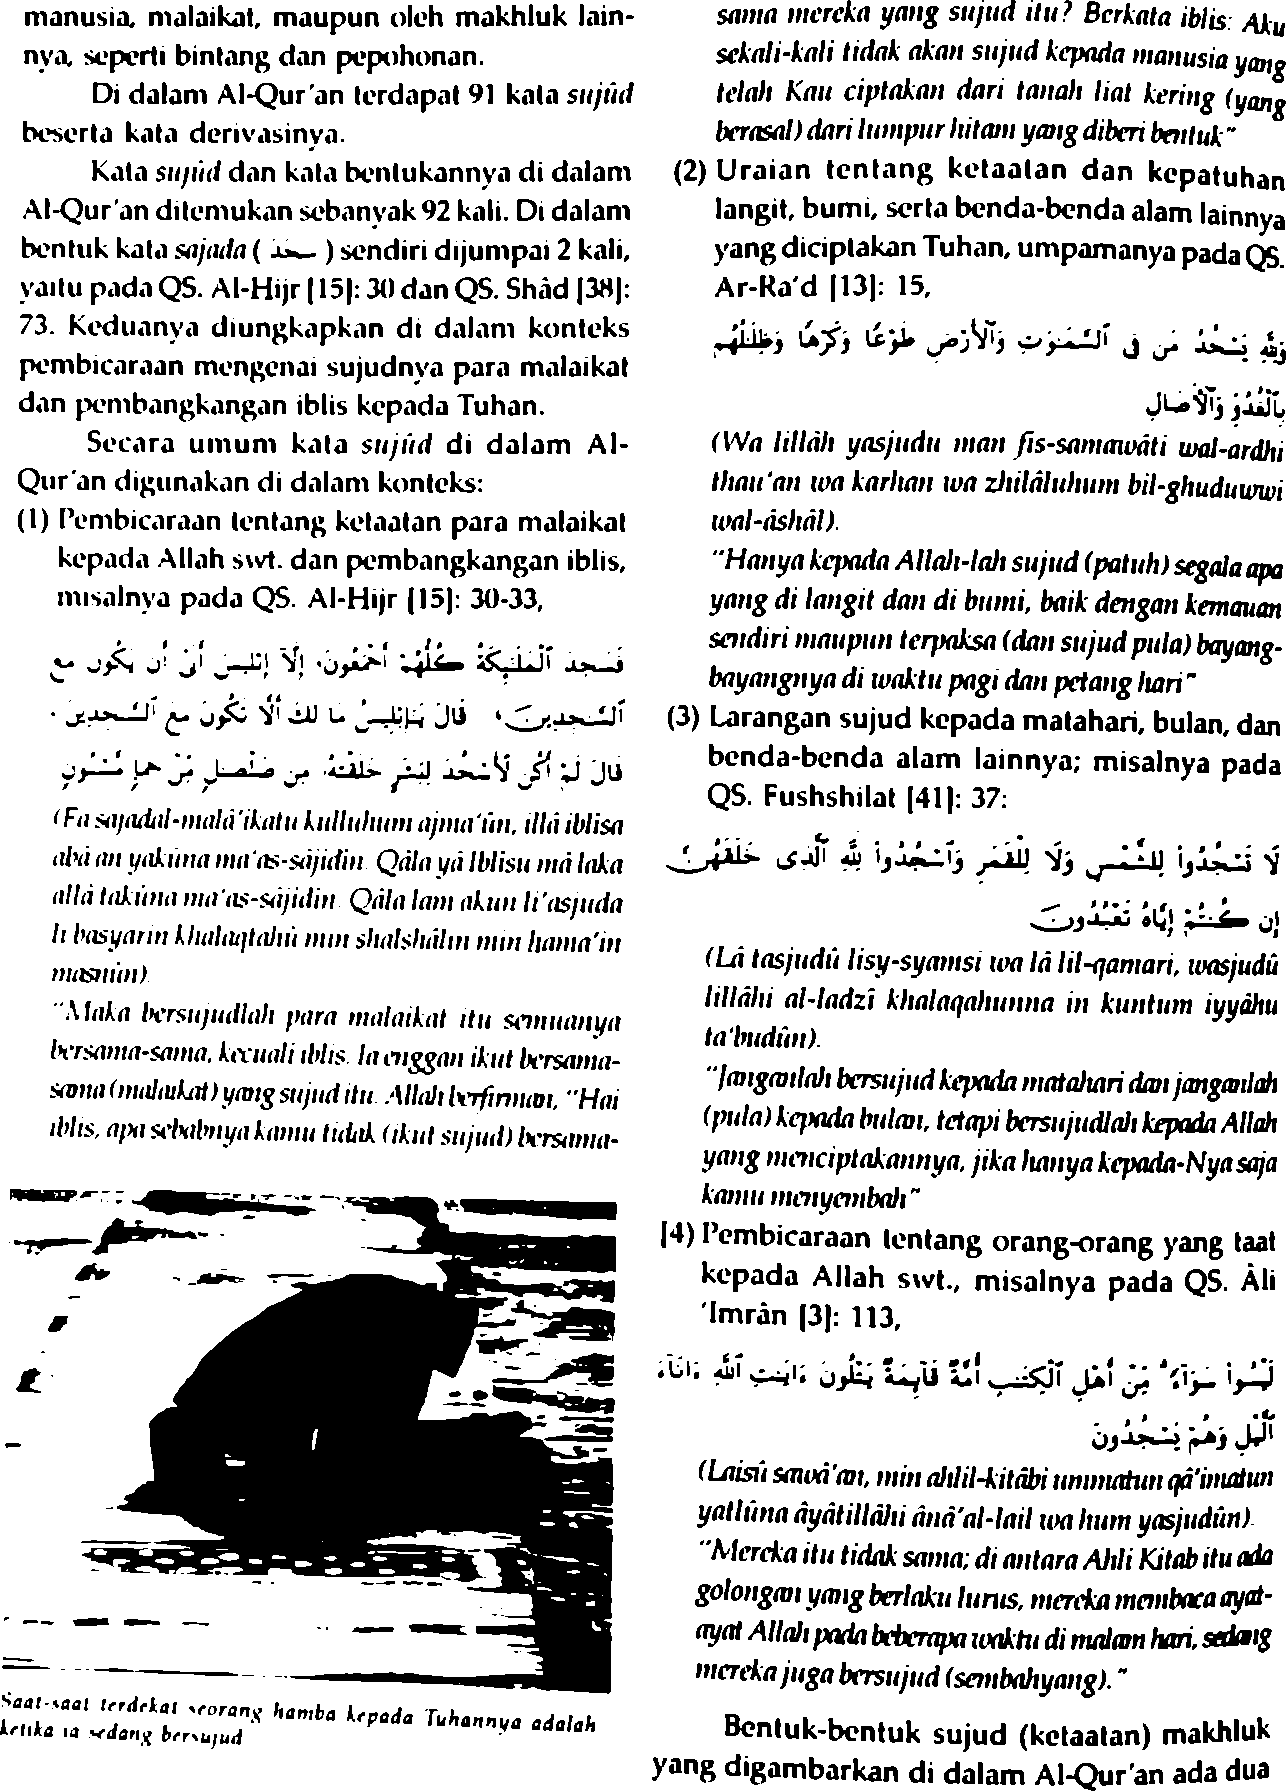 manusia, malaikat, maupun oleh makhluk lain-
nya, seperti bintang dan pepohonan.
Di dalam Al-Qur'an terdapat 91 kata sujûd
beserta kata derivasinya.
Kata sujûd dan kata bentukannya di dalam
Al-Qur'an ditemukan sebanyak 92 kali. Di dalam
bentuk kata sajada ( سجد ) sendiri dijumpai 2 kali,
yaitu pada QS. Al-Hijr [15]: 30 dan QS. Shâd [38]:
73. Keduanya diungkapkan di dalam konteks
pembicaraan mengenai sujudnya para malaikat
dan pembangkangan iblis kepada Tuhan.
Secara umum kata sujûd di dalam Al-
Qur'an digunakan di dalam konteks:
(1) Pembicaraan tentang ketaatan para malaikat
kepada Allah swt. dan pembangkangan iblis,
misalnya pada QS. Al-Hijr [15]: 30-33,
فَسَجَدَ ٱلْمَلَٰٓئِكَةُ كُلُّهُمْ أَجْمَعُونَ، إِلَّآ إِبْلِيسَ أَبَىٰٓ أَن يَكُونَ مَعَ
ٱلسَّٰجِدِينَ، قَالَ يَٰٓإِبْلِيسُ مَا لَكَ أَلَّا تَكُونَ مَعَ ٱلسَّٰجِدِينَ ،
قَالَ لَمْ أَكُن لِّأَسْجُدَ لِبَشَرٍ خَلَقْتَهُۥ مِن صَلْصَٰلٍ مِّنْ حَمَإٍ مَّسْنُونٍ
(Fa sajadal-malâ'ikatu kulluhum ajma'ûn, illâ iblîsa
abâ an yakûna ma'as-sâjidîn. Qâla yâ Iblîsu mâ laka
allâ takûna ma'as-sâjidîn. Qâla lam akun li'asjuda
li basyarin khalaqtahû min shalshâlin min hama'in
masnûn).
"Maka bersujudlah para malaikat itu semuanya
bersama-sama, kecuali iblis. Ia enggan ikut bersama-
sama (malaikat) yang sujud itu. Allah berfirman, "Hai
iblis, apa sebabnya kamu tidak (ikut sujud) bersama-
Saat-saat terdekat seorang hamba kepada Tuhannya adalah
ketika ia sedang bersujud
sama mereka yang sujud itu? Berkata iblis: Aku
sekali-kali tidak akan sujud kepada manusia yang
telah Kau ciptakan dari tanah liat kering (yang
berasal) dari lumpur hitam yang diberi bentuk"
(2) Uraian tentang ketaatan dan kepatuhan
langit, bumi, serta benda-benda alam lainnya
yang diciptakan Tuhan, umpamanya pada QS.
Ar-Ra'd [13]: 15,
وَلِلَّهِ يَسْجُدُ مَن فِى ٱلسَّمَٰوَٰتِ وَٱلْأَرْضِ طَوْعًا وَكَرْهًا وَظِلَٰلُهُم
بِٱلْغُدُوِّ وَٱلْأَصَالِ
(Wa lillâh yasjudu man fis-samawâti wal-ardhi
thau'an wa karhan wa zhilâluhum bil-ghuduwwi
wal-âshâl).
"Hanya kepada Allah-lah sujud (patuh) segala apa
yang di langit dan di bumi, baik dengan kemauan
sendiri maupun terpaksa (dan sujud pula) bayang-
bayangnya di waktu pagi dan petang hari"
(3) Larangan sujud kepada matahari, bulan, dan
benda-benda alam lainnya; misalnya pada
QS. Fushshilat [41]: 37:
لَا تَسْجُدُوا۟ لِلشَّمْسِ وَلَا لِلْقَمَرِ وَٱسْجُدُوا۟ لِلَّهِ ٱلَّذِى خَلَقَهُنَّ
إِن كُنتُمْ إِيَّاهُ تَعْبُدُونَ
(Lâ tasjudû lisy-syamsi wa lâ lil-qamari, wasjudû
lillâhi al-ladzî khalaqahunna in kuntum iyyâhu
ta'budûn).
"Janganlah bersujud kepada matahari dan janganlah
(pula) kepada bulan, tetapi bersujudlah kepada Allah
yang menciptakannya, jika hanya kepada-Nya saja
kamu menyembah"
[4) Pembicaraan tentang orang-orang yang taat
kepada Allah swt., misalnya pada QS. Âli
'Imrân [3]: 113,
لَيْسُوا۟ سَوَآءً ۗ مِّنْ أَهْلِ ٱلْكِتَٰبِ أُمَّةٌ قَآئِمَةٌ يَتْلُونَ ءَايَٰتِ ٱللَّهِ ءَانَآءَ
ٱلَّيْلِ وَهُمْ يَسْجُدُونَ
(Laisû sawâ'an, min ahlil-kitâbi ummatun qâ'imatun
yatlûna âyâtillâhi ânâ'al-lail wa hum yasjudûn).
"Mereka itu tidak sama; di antara Ahli Kitab itu ada
golongan yang berlaku lurus, mereka membaca ayat-
ayat Allah pada beberapa waktu di malam hari, sedang
mereka juga bersujud (sembahyang)."
Bentuk-bentuk sujud (ketaatan) makhluk
yang digambarkan di dalam Al-Qur'an ada dua